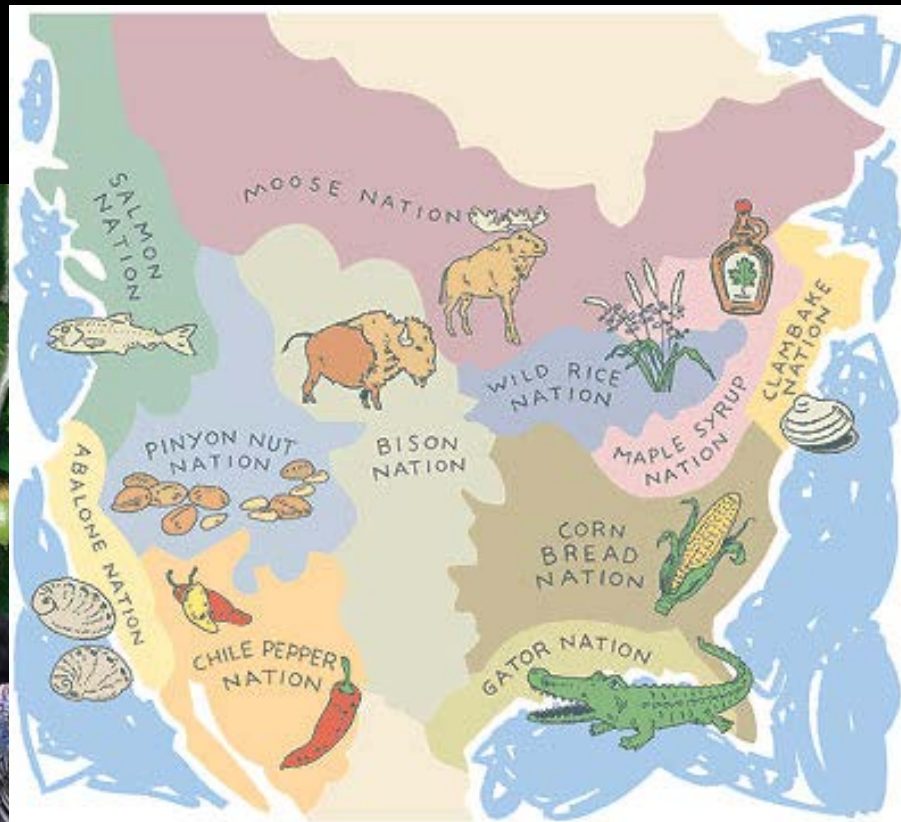 SALMON
NATION
MOOSE NATION
CLAMBAKE
NATION
WILD RICE
NATION
MAPLE SYRUP
NATION
PINYON NUT
NATION
BISON
NATION
ABALONE NATION
CORN
BREAD
NATION
CHILE PEPPER
NATION
GATOR NATION